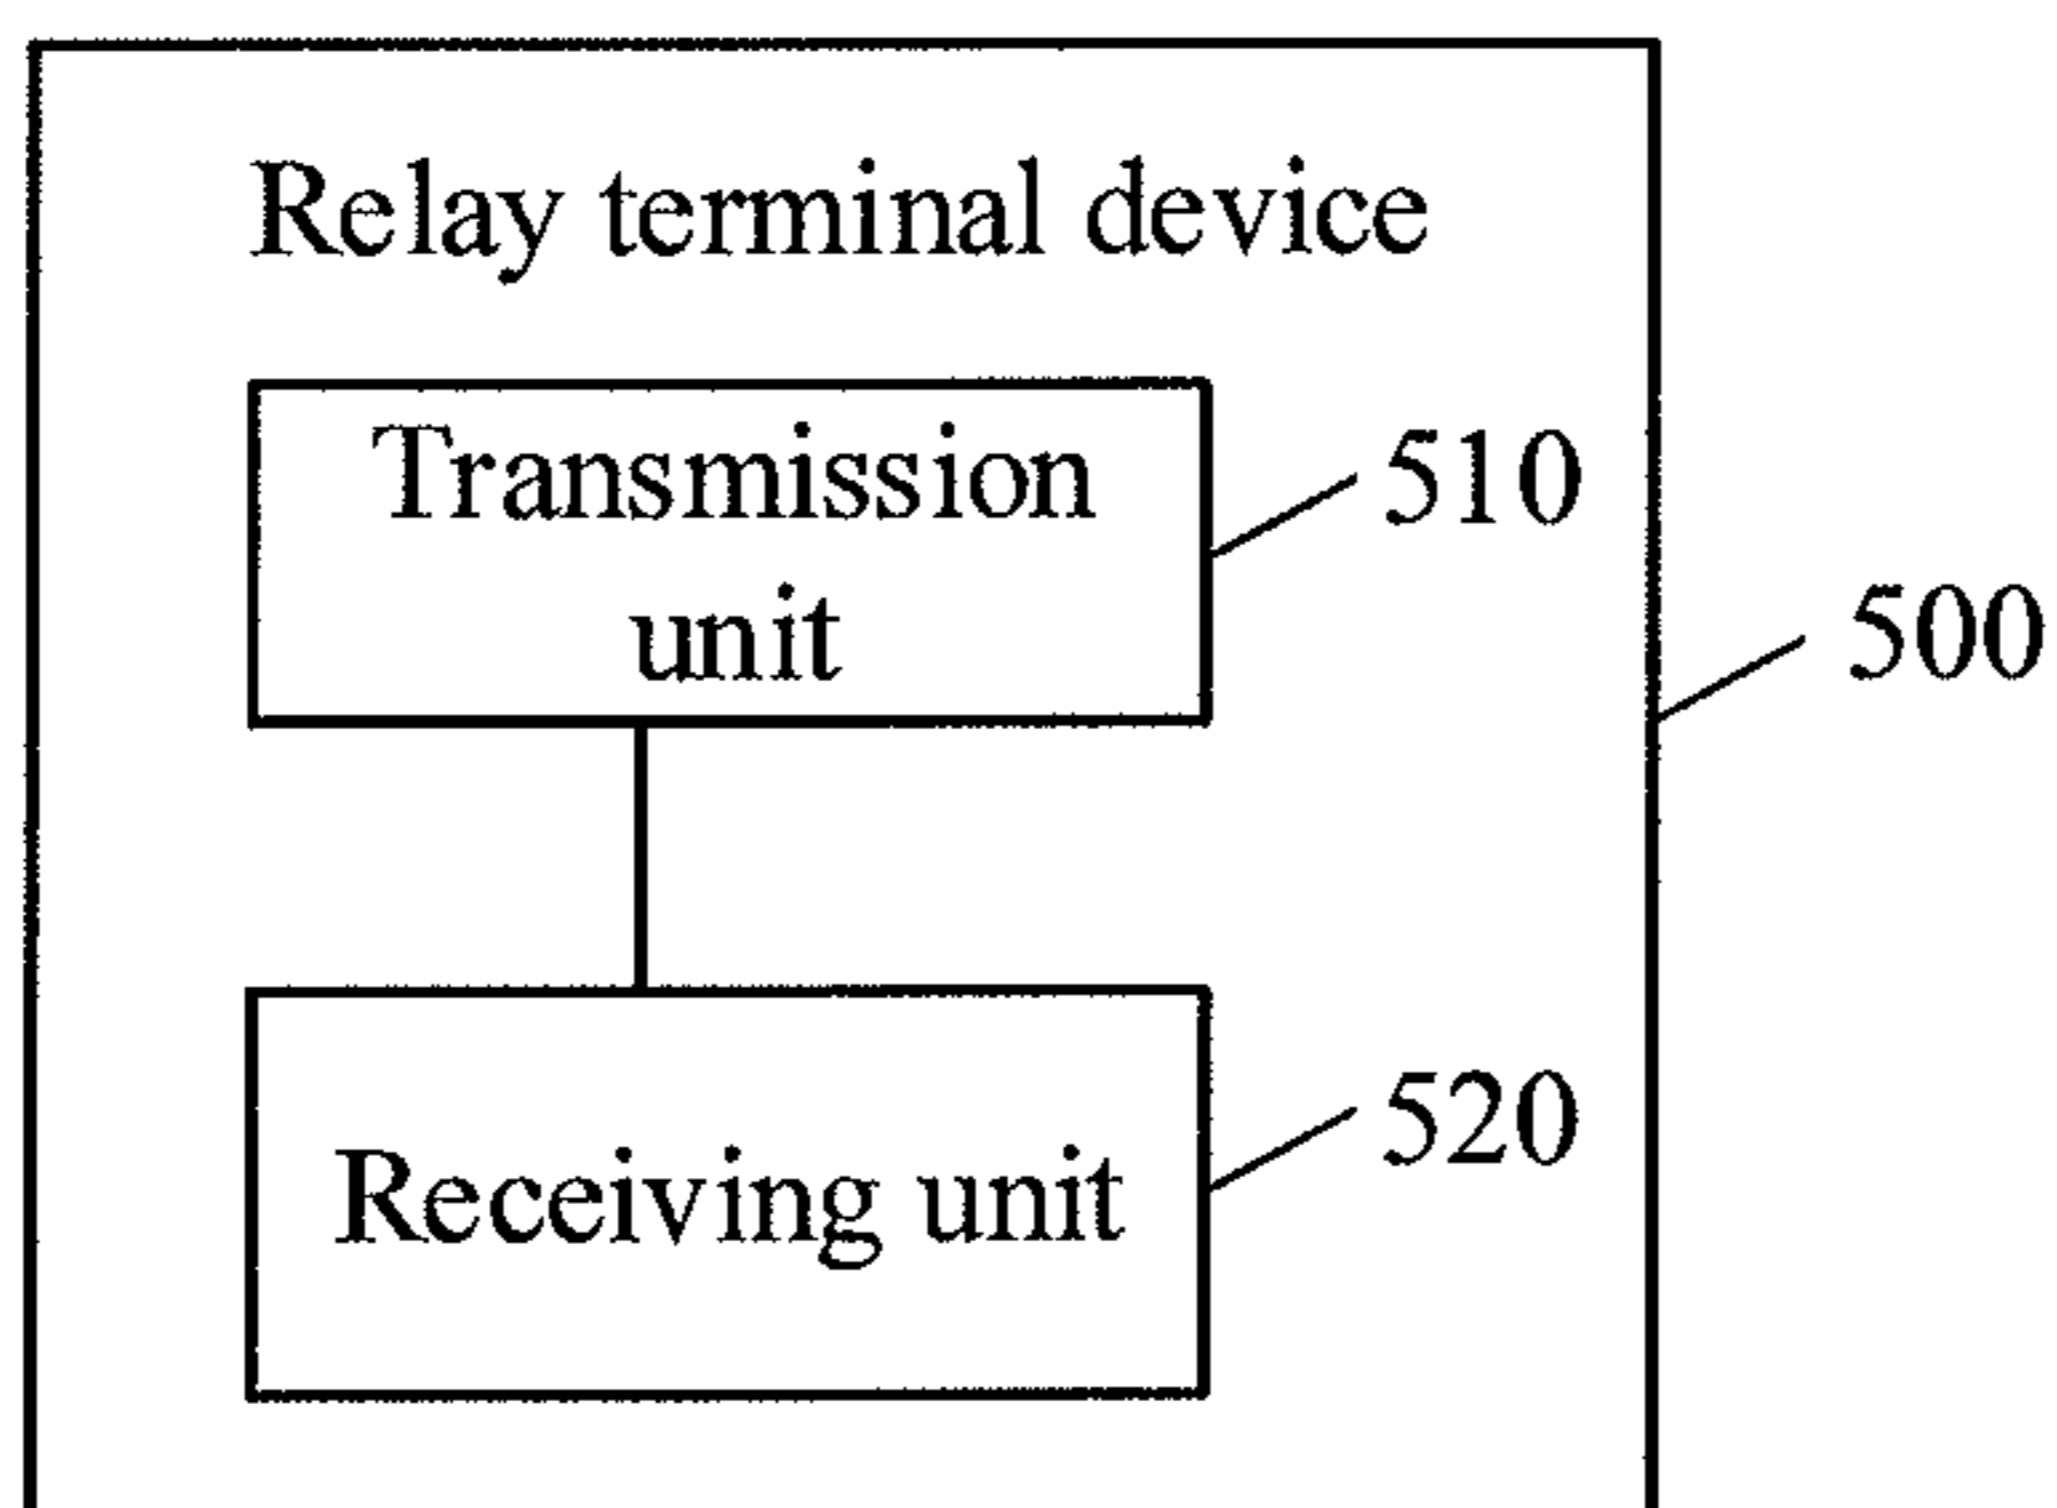 Relay terminal device
Transmission
unit
510
500
Receiving unit
520